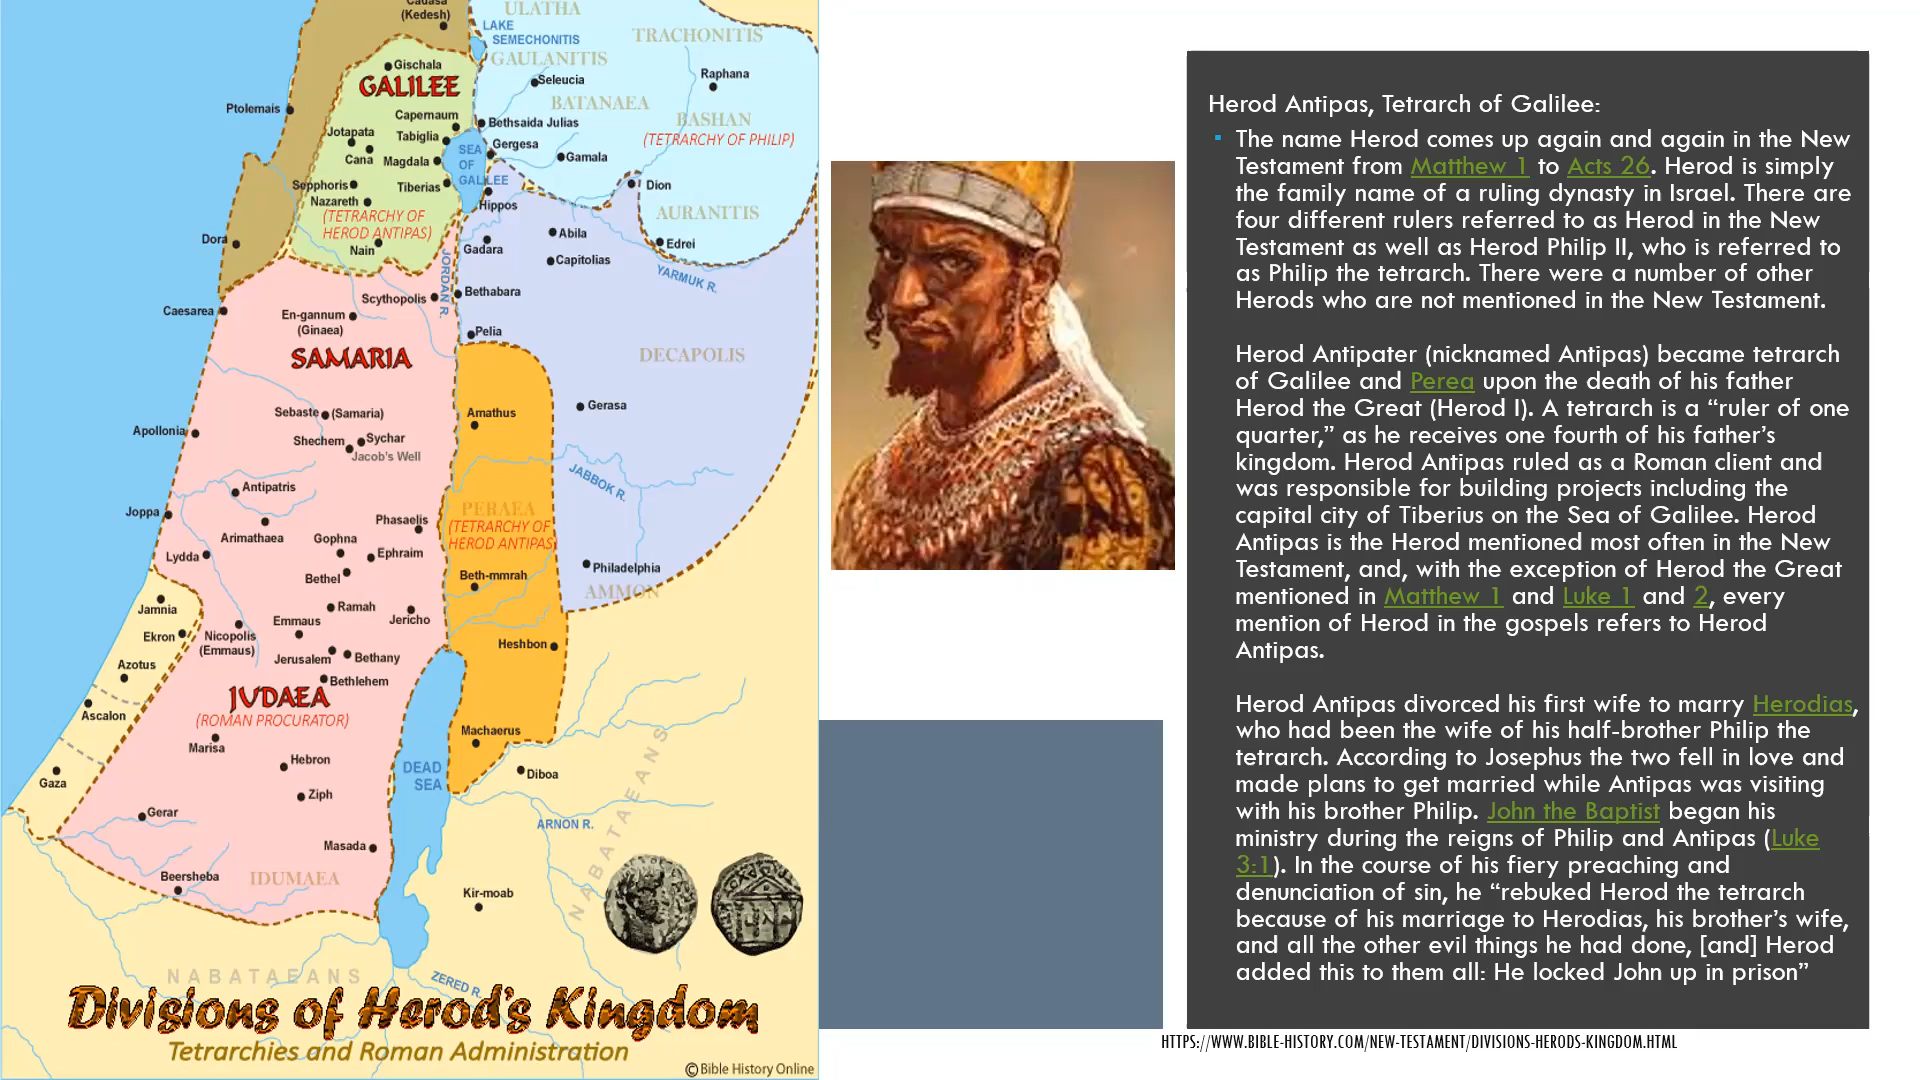 Cadasa
(Kedesh)
ULATHA
LAKE
SEMECHONITIS
TRACHONITIS
GAULANITIS
Gischala
GALILEE
Seleucia
Raphana
BATANAEA
Ptolemais
Capernaum
Bethsaida Julias
BASHAN
(TETRARCHY OF PHILIP)
Jotapata
Tabiglia
Gergesa
SEA
OF
GALILEE
Cana
Magdala
Gamala
Sepphoris
Tiberias
Dion
Nazareth
Hippos
(TETRARCHY OF
HEROD ANTIPAS)
AURANITIS
Dora
Nain
Gadara
Abila
Edrei
Capitolias
JORDAN R.
YARMUK R.
Scythopolis
Bethabara
Caesarea
En-gannum
(Ginaea)
Pelia
SAMARIA
DECAPOLIS
Sebaste
(Samaria)
Amathus
Gerasa
Apollonia
Shechem
Sychar
Jacob's Well
JABBOK R.
Antipatris
PERAEA
(TETRARCHY OF
HEROD ANTIPAS)
Joppa
Phasaelis
Arimathaea
Gophna
Lydda
Ephraim
Philadelphia
Bethel
Beth-mmrah
AMMON
Jamnia
Ramah
Jericho
Emmaus
Ekron
Nicopolis
(Emmaus)
Heshbon
Jerusalem
Bethany
Azotus
Bethlehem
JUDAEA
(ROMAN PROCURATOR)
Ascalon
Machaerus
Marisa
Hebron
DEAD
SEA
Diboa
Gaza
Ziph
NABATAEANS
Gerar
ARNON R.
Masada
Beersheba
IDUMAEA
Kir-moab
NABATAEANS
ZERED R.
Divisions of Herod's Kingdom
Tetrarchies and Roman Administration
© Bible History Online
Herod Antipas, Tetrarch of Galilee:
▪ The name Herod comes up again and again in the New
Testament from Matthew 1 to Acts 26. Herod is simply
the family name of a ruling dynasty in Israel. There are
four different rulers referred to as Herod in the New
Testament as well as Herod Philip II, who is referred to
as Philip the tetrarch. There were a number of other
Herods who are not mentioned in the New Testament.
Herod Antipater (nicknamed Antipas) became tetrarch
of Galilee and Perea upon the death of his father
Herod the Great (Herod I). A tetrarch is a “ruler of one
quarter,” as he receives one fourth of his father’s
kingdom. Herod Antipas ruled as a Roman client and
was responsible for building projects including the
capital city of Tiberius on the Sea of Galilee. Herod
Antipas is the Herod mentioned most often in the New
Testament, and, with the exception of Herod the Great
mentioned in Matthew 1 and Luke 1 and 2, every
mention of Herod in the gospels refers to Herod
Antipas.
Herod Antipas divorced his first wife to marry Herodias,
who had been the wife of his half-brother Philip the
tetrarch. According to Josephus the two fell in love and
made plans to get married while Antipas was visiting
with his brother Philip. John the Baptist began his
ministry during the reigns of Philip and Antipas (Luke
3:1). In the course of his fiery preaching and
denunciation of sin, he “rebuked Herod the tetrarch
because of his marriage to Herodias, his brother’s wife,
and all the other evil things he had done, [and] Herod
added this to them all: He locked John up in prison”
HTTPS://WWW.BIBLE-HISTORY.COM/NEW-TESTAMENT/DIVISIONS-HERODS-KINGDOM.HTML